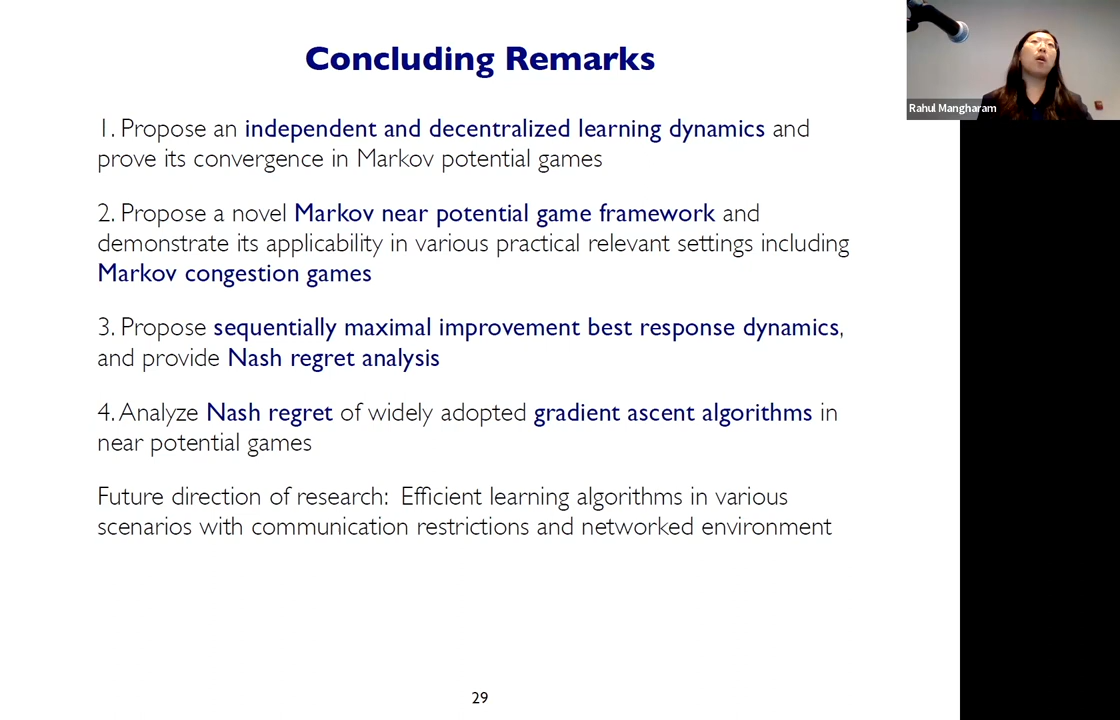 Concluding Remarks
Rahul Mangharam
1. Propose an independent and decentralized learning dynamics and
prove its convergence in Markov potential games
2. Propose a novel Markov near potential game framework and
demonstrate its applicability in various practical relevant settings including
Markov congestion games
3. Propose sequentially maximal improvement best response dynamics,
and provide Nash regret analysis
4. Analyze Nash regret of widely adopted gradient ascent algorithms in
near potential games
Future direction of research: Efficient learning algorithms in various
scenarios with communication restrictions and networked environment
29